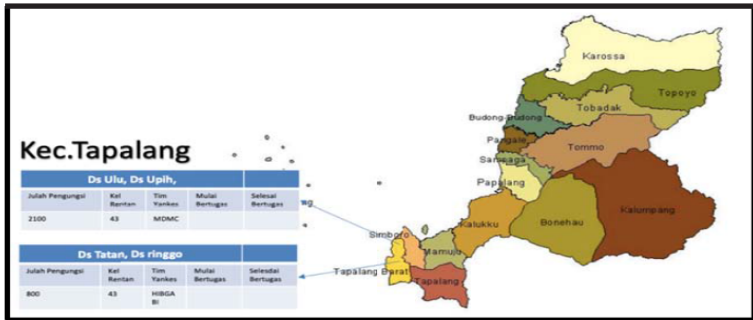 Kec.Tapalang
Ds Ulu, Ds Upih,
Julah Pengungsi Kel Rentan Tim Yankes Mulai Bertugas Selesai Bertugas
2100 43 MDMC
Ds Tatan, Ds ringgo
Julah Pengungsi Kel Rentan Tim Yankes Mulai Bertugas Selesdai Bertugas
800 43 HIBGA BI
Karossa
Topoyo
Tobadak
Budong-Budong
Pangale
Tommo
Sampaga
Papalang
Kalumpang
Kalukku
Bonehau
Simboro
Mamuju
Tapalang Barat
Tapalang